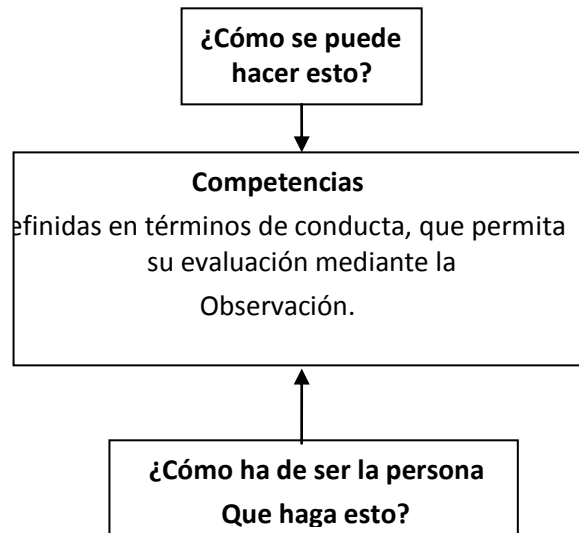 ¿Cómo se puede
hacer esto?
Competencias
efinidas en términos de conducta, que permita
su evaluación mediante la
Observación.
¿Cómo ha de ser la persona
Que haga esto?